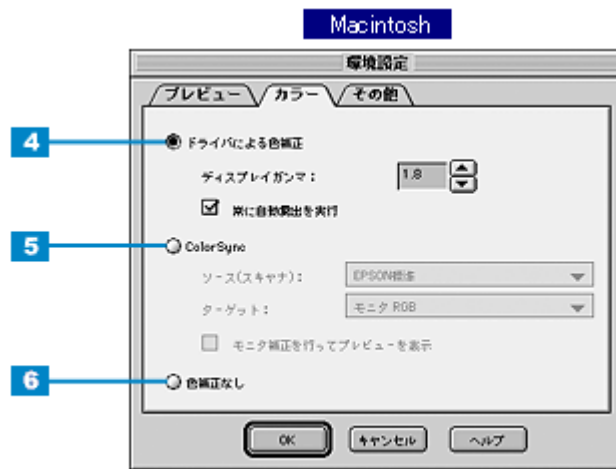 Macintosh
環境設定
プレビュー カラー その他
4 ドライバによる色補正
ディスプレイガンマ: 1.8
常に自動露出を実行
5 ColorSync
ソース(スキャナ): EPSON標準
ターゲット: モニタ RGB
モニタ補正を行ってプレビューを表示
6 色補正なし
OK キャンセル ヘルプ